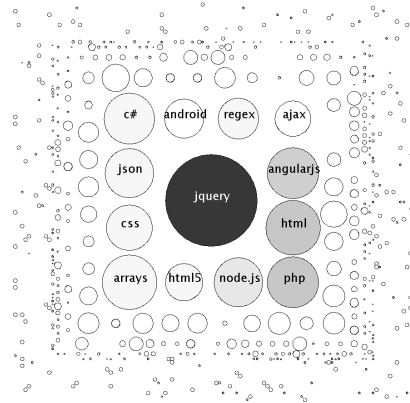 c# android regex ajax
json angularjs
jquery
css html
arrays html5 node.js php